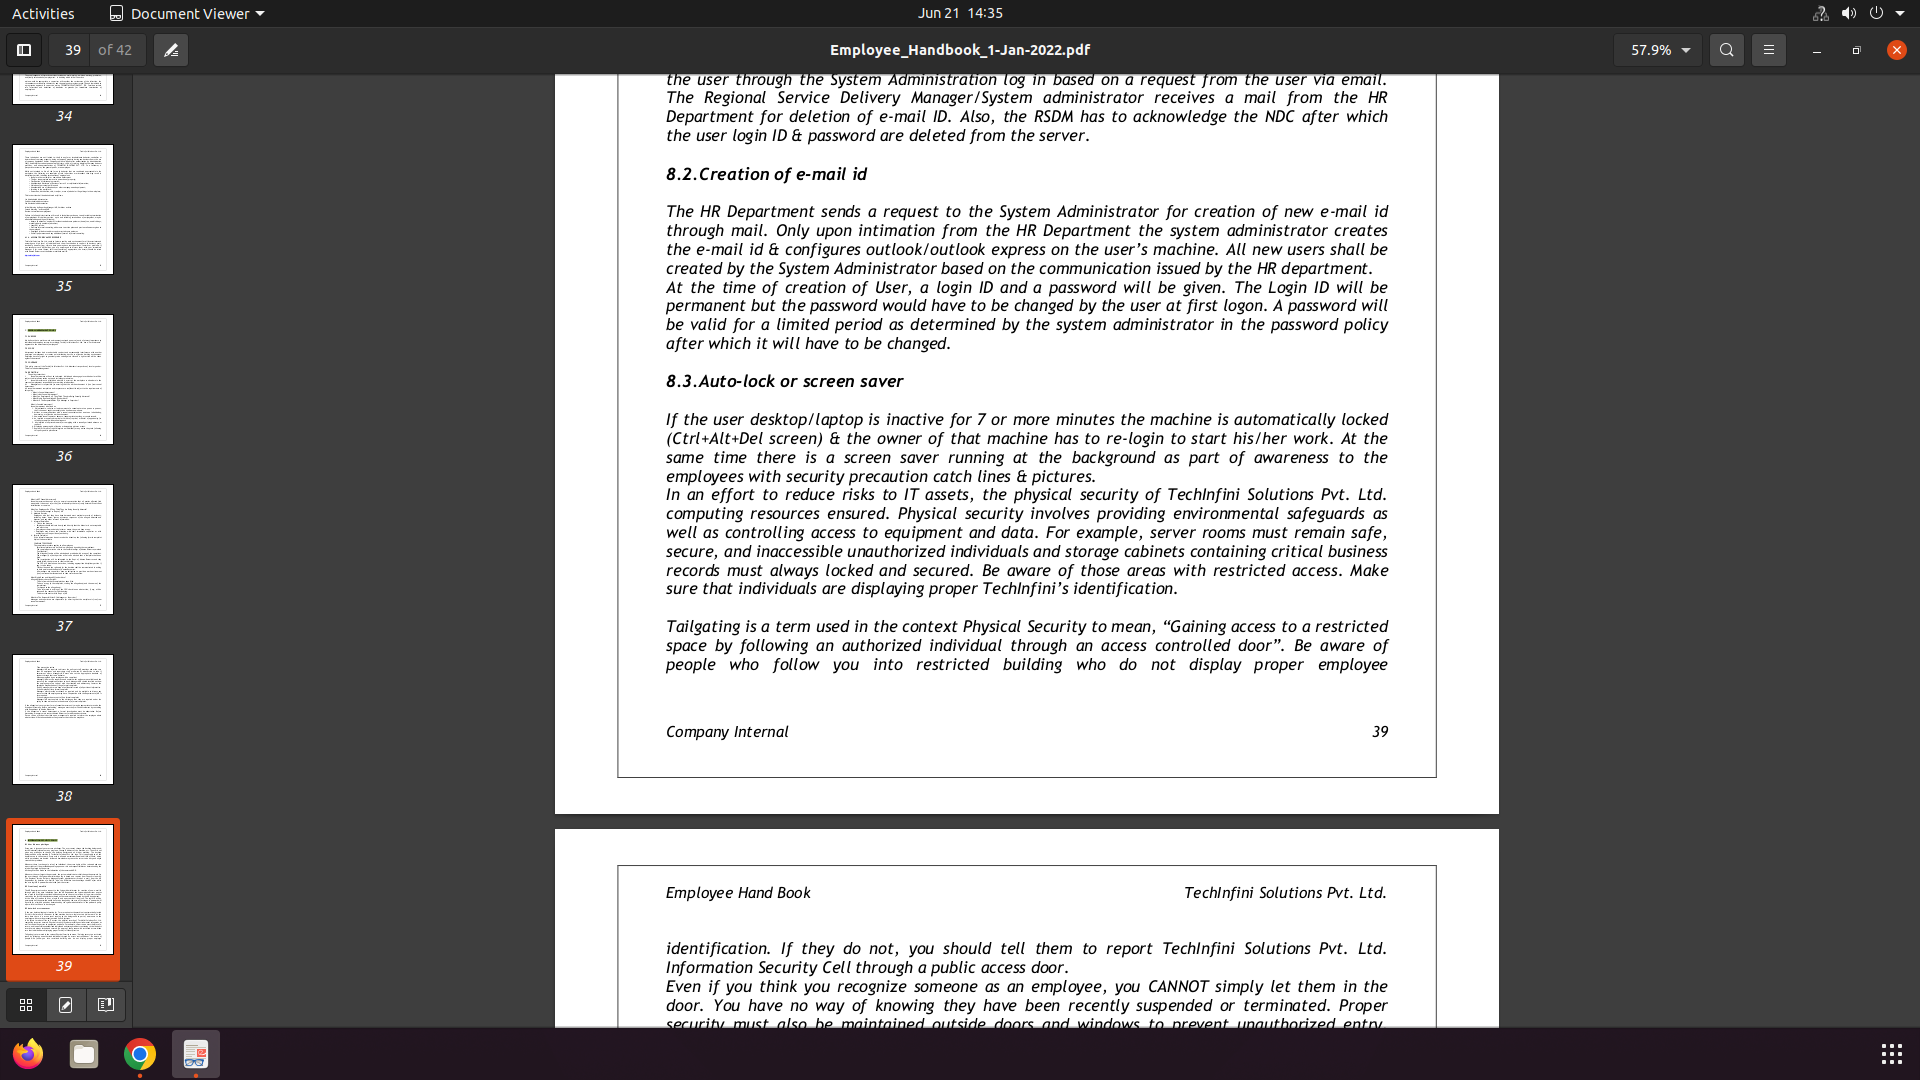 Activities
Document Viewer
Jun 21 14:35
39 of 42
Employee_Handbook_1-Jan-2022.pdf
57.9%
34
35
36
37
38
39
the user through the System Administration log in based on a request from the user via email.
The Regional Service Delivery Manager/System administrator receives a mail from the HR
Department for deletion of e-mail ID. Also, the RSDM has to acknowledge the NDC after which
the user login ID & password are deleted from the server.
8.2.Creation of e-mail id
The HR Department sends a request to the System Administrator for creation of new e-mail id
through mail. Only upon intimation from the HR Department the system administrator creates
the e-mail id & configures outlook/outlook express on the user’s machine. All new users shall be
created by the System Administrator based on the communication issued by the HR department.
At the time of creation of User, a login ID and a password will be given. The Login ID will be
permanent but the password would have to be changed by the user at first logon. A password will
be valid for a limited period as determined by the system administrator in the password policy
after which it will have to be changed.
8.3.Auto-lock or screen saver
If the user desktop/laptop is inactive for 7 or more minutes the machine is automatically locked
(Ctrl+Alt+Del screen) & the owner of that machine has to re-login to start his/her work. At the
same time there is a screen saver running at the background as part of awareness to the
employees with security precaution catch lines & pictures.
In an effort to reduce risks to IT assets, the physical security of TechInfini Solutions Pvt. Ltd.
computing resources ensured. Physical security involves providing environmental safeguards as
well as controlling access to equipment and data. For example, server rooms must remain safe,
secure, and inaccessible unauthorized individuals and storage cabinets containing critical business
records must always locked and secured. Be aware of those areas with restricted access. Make
sure that individuals are displaying proper TechInfini’s identification.
Tailgating is a term used in the context Physical Security to mean, “Gaining access to a restricted
space by following an authorized individual through an access controlled door”. Be aware of
people who follow you into restricted building who do not display proper employee
Company Internal 39
Employee Hand Book TechInfini Solutions Pvt. Ltd.
identification. If they do not, you should tell them to report TechInfini Solutions Pvt. Ltd.
Information Security Cell through a public access door.
Even if you think you recognize someone as an employee, you CANNOT simply let them in the
door. You have no way of knowing they have been recently suspended or terminated. Proper
security must also be maintained outside doors and windows to prevent unauthorized entry.